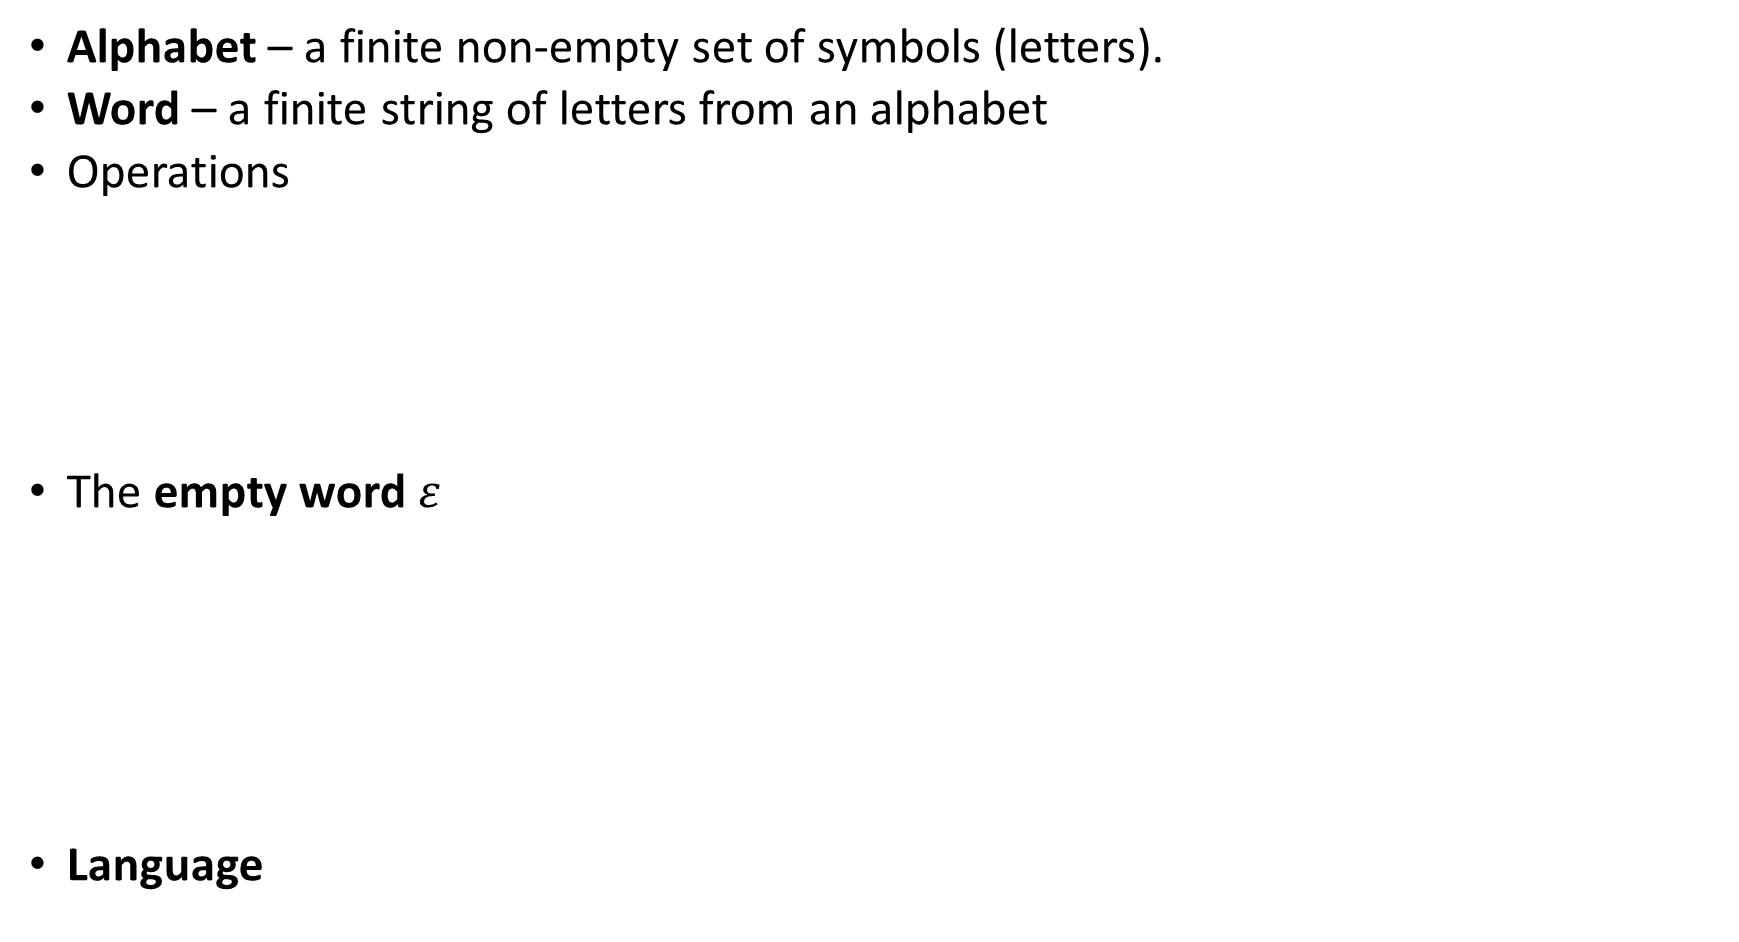 • Alphabet – a finite non-empty set of symbols (letters).
• Word – a finite string of letters from an alphabet
• Operations
• The empty word ε
• Language